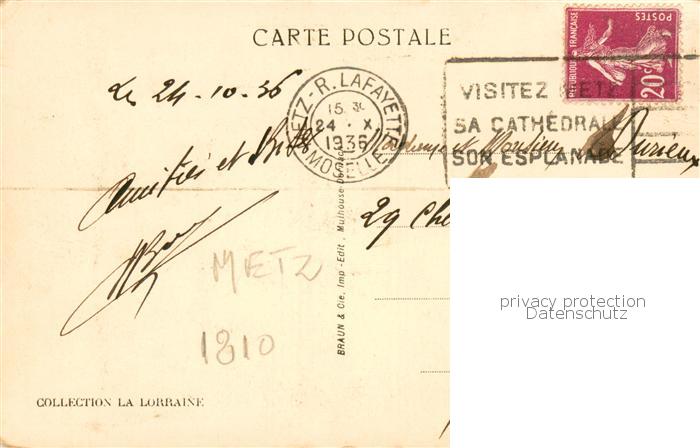 CARTE POSTALE
RÉPUBLIQUE FRANÇAISE
POSTES
20c
METZ-R. LAFAYETTE
15 30
24 . X.
1936
MOSELLE
VISITEZ METZ
SA CATHÉDRALE
SON ESPLANADE
Le 24.10.36
Amitiés et
Madame et Monsieur
29
METZ
1810
BRAUN & Cie, Imp-Edit, Mulhouse-Dornach
privacy protection
Datenschutz
COLLECTION LA LORRAINE